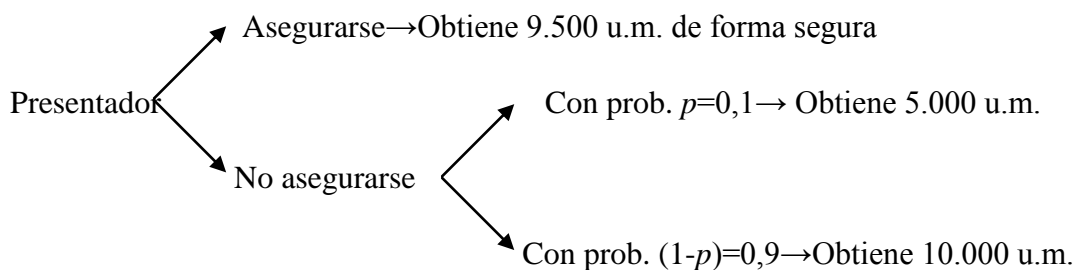 Asegurarse→Obtiene 9.500 u.m. de forma segura
Presentador
Con prob. p=0,1→ Obtiene 5.000 u.m.
No asegurarse
Con prob. (1-p)=0,9→Obtiene 10.000 u.m.